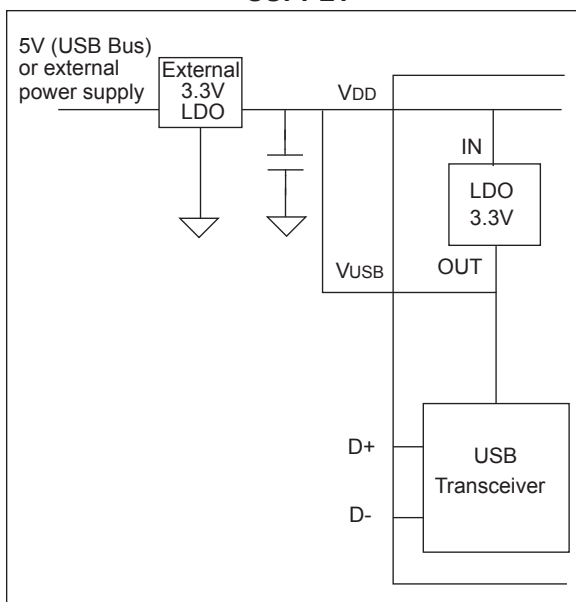 5V (USB Bus)
or external
power supply
External
3.3V
LDO
VDD
IN
LDO
3.3V
OUT
VUSB
D+
D-
USB
Transceiver